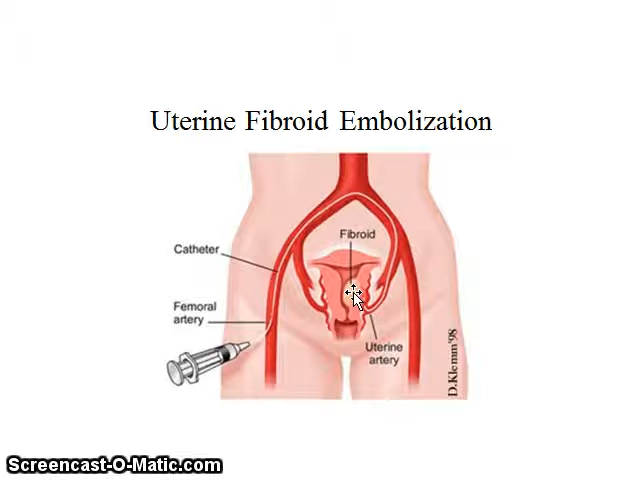 Uterine Fibroid Embolization
Fibroid
Catheter
Femoral
artery
Uterine
artery
D.Klemm'98
Screencast-O-Matic.com